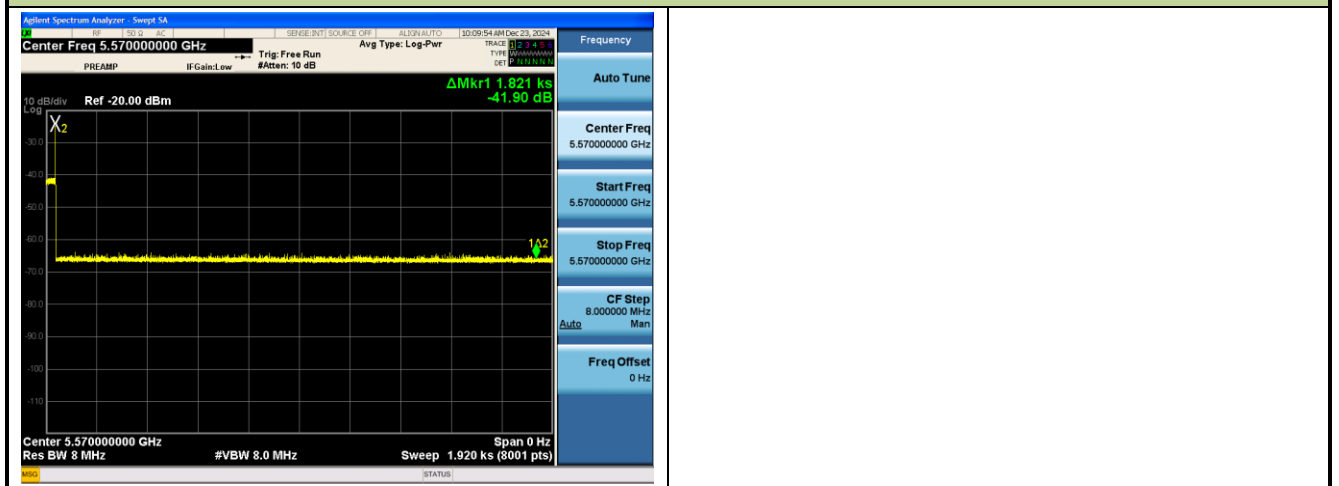 Agilent Spectrum Analyzer - Swept SA
RF 50 Ω AC SENSE:INT SOURCE OFF ALIGN AUTO 10:09:54 AM Dec 23, 2024
Center Freq 5.570000000 GHz
PREAMP IFGain:Low
Trig: Free Run
#Atten: 10 dB
Avg Type: Log-Pwr
TRACE 1 2 3 4 5 6
TYPE
DET P N N N N N
ΔMkr1 1.821 ks
-41.90 dB
10 dB/div Ref -20.00 dBm
Log
X2
-30.0
-40.0
-50.0
-60.0
1Δ2
-70.0
-80.0
-90.0
-100
-110
Center 5.570000000 GHz Span 0 Hz
Res BW 8 MHz #VBW 8.0 MHz Sweep 1.920 ks (8001 pts)
MSG STATUS
Frequency
Auto Tune
Center Freq
5.570000000 GHz
Start Freq
5.570000000 GHz
Stop Freq
5.570000000 GHz
CF Step
8.000000 MHz
Auto Man
Freq Offset
0 Hz